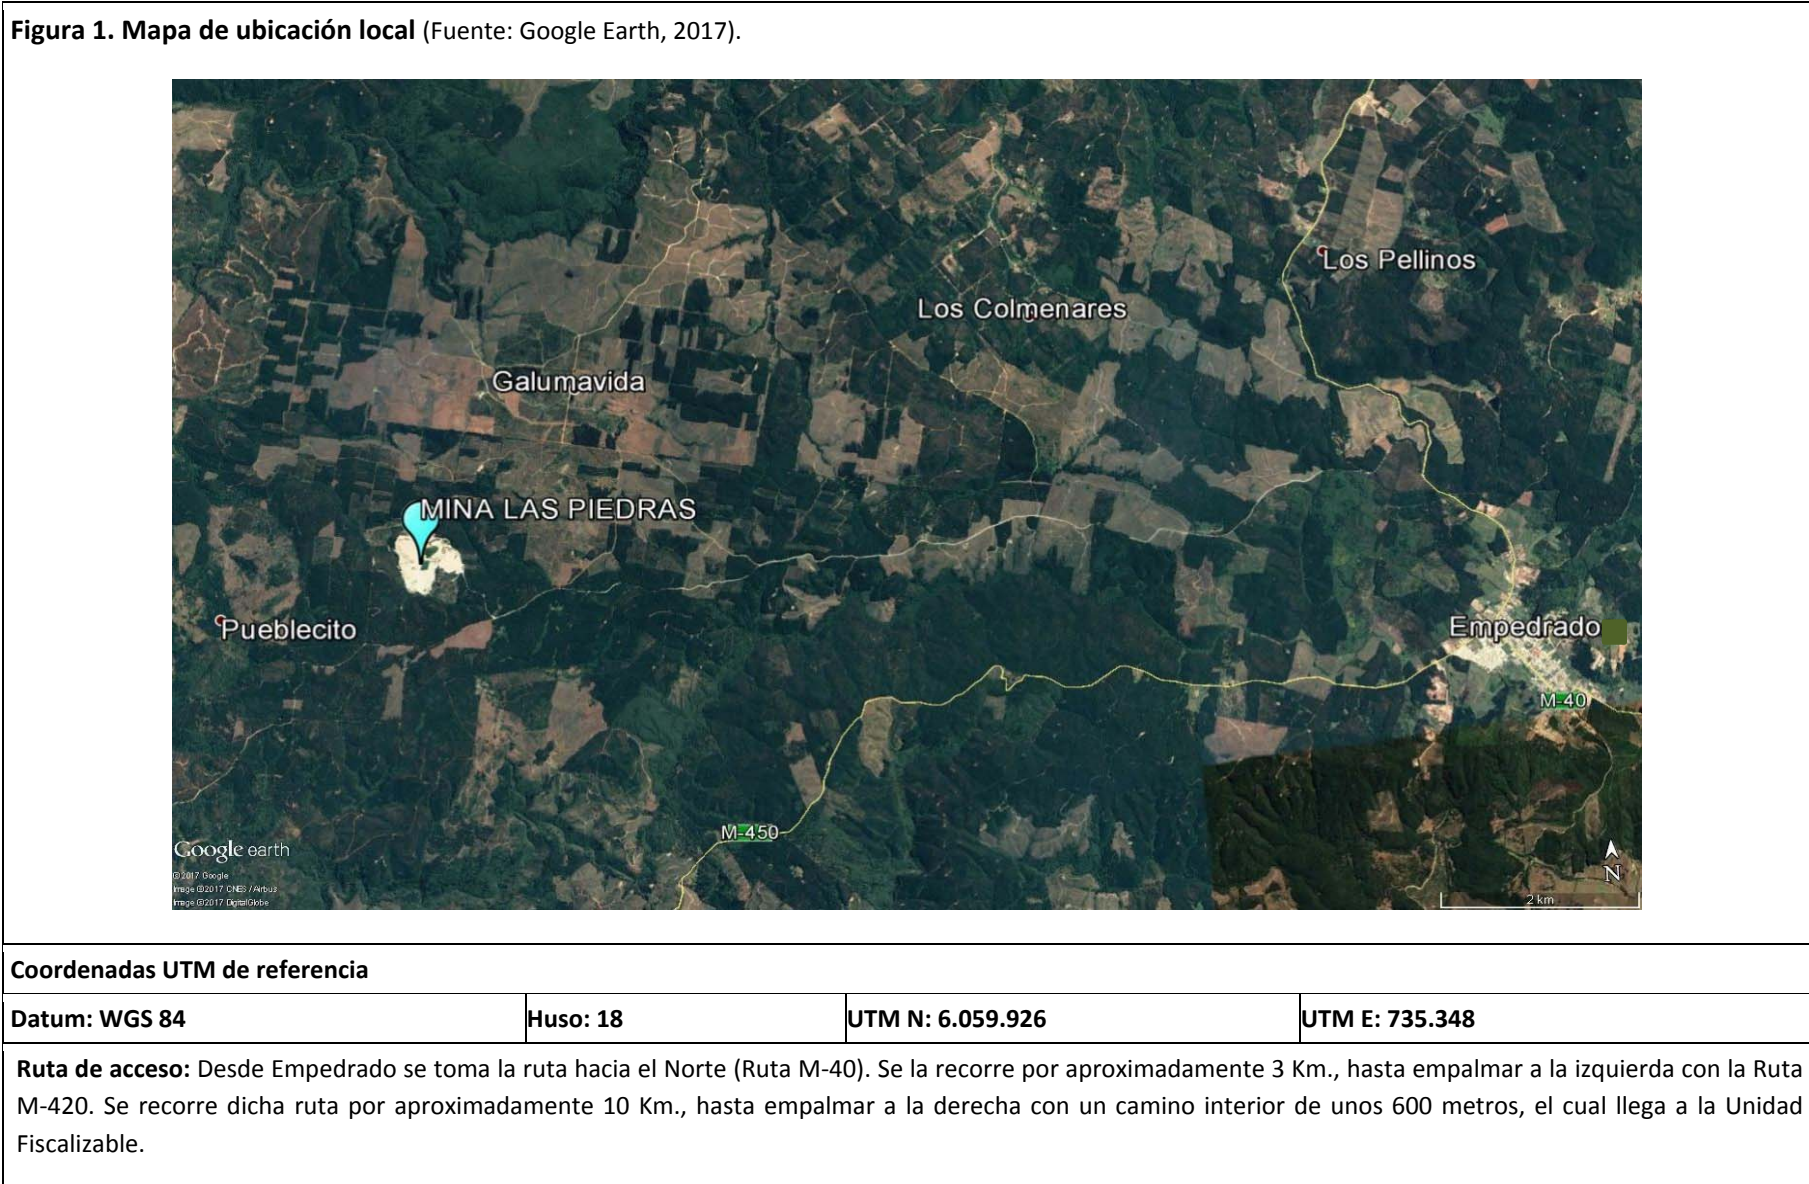 Figura 1. Mapa de ubicación local (Fuente: Google Earth, 2017).
Los Pellinos
Los Colmenares
Galumavida
MINA LAS PIEDRAS
Pueblecito
Empedrado
M-40
M-450
Google earth
©2017 Google
Image ©2017 CNES / Airbus
Image ©2017 DigitalGlobe
N
2 km
Coordenadas UTM de referencia
Datum: WGS 84 Huso: 18 UTM N: 6.059.926 UTM E: 735.348
Ruta de acceso: Desde Empedrado se toma la ruta hacia el Norte (Ruta M-40). Se la recorre por aproximadamente 3 Km., hasta empalmar a la izquierda con la Ruta
M-420. Se recorre dicha ruta por aproximadamente 10 Km., hasta empalmar a la derecha con un camino interior de unos 600 metros, el cual llega a la Unidad
Fiscalizable.